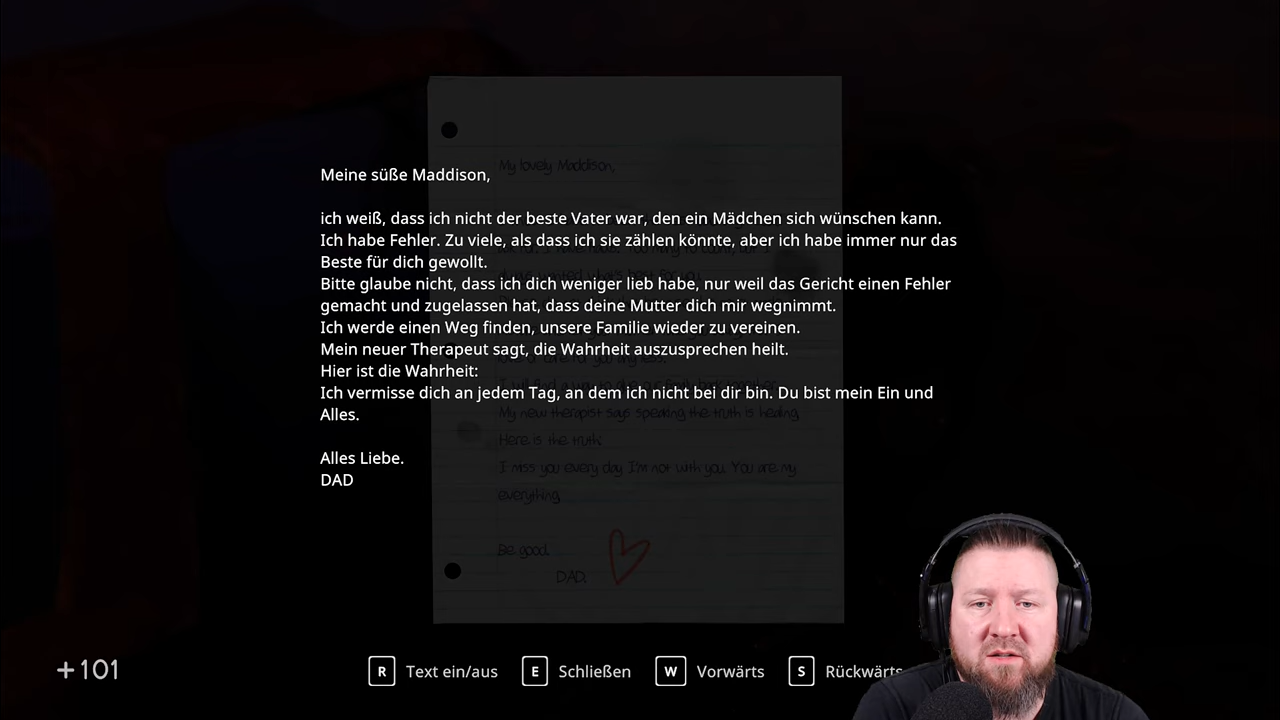 Meine süße Maddison,
ich weiß, dass ich nicht der beste Vater war, den ein Mädchen sich wünschen kann.
Ich habe Fehler. Zu viele, als dass ich sie zählen könnte, aber ich habe immer nur das
Beste für dich gewollt.
Bitte glaube nicht, dass ich dich weniger lieb habe, nur weil das Gericht einen Fehler
gemacht und zugelassen hat, dass deine Mutter dich mir wegnimmt.
Ich werde einen Weg finden, unsere Familie wieder zu vereinen.
Mein neuer Therapeut sagt, die Wahrheit auszusprechen heilt.
Hier ist die Wahrheit:
Ich vermisse dich an jedem Tag, an dem ich nicht bei dir bin. Du bist mein Ein und
Alles.
Alles Liebe.
DAD
My lovely Maddison,
always wanted what's best for you.
My new therapist says speaking the truth is healing.
Here is the truth:
I miss you every day I'm not with you. You are my
everything.
Be good.
DAD.
+101
R Text ein/aus E Schließen W Vorwärts S Rückwärts